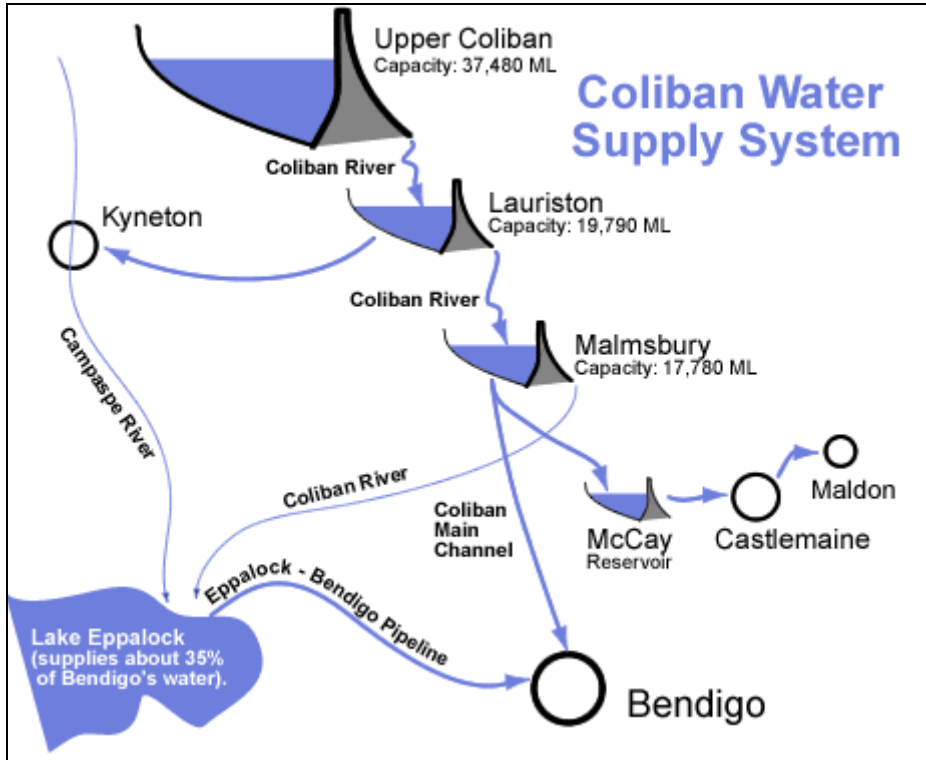 Upper Coliban
Capacity: 37,480 ML
Coliban Water
Supply System
Coliban River
Lauriston
Capacity: 19,790 ML
Kyneton
Coliban River
Malmsbury
Capacity: 17,780 ML
Campaspe River
Coliban River
Coliban
Main
Channel
McCay
Reservoir
Castlemaine
Maldon
Eppalock - Bendigo Pipeline
Lake Eppalock
(supplies about 35%
of Bendigo's water).
Bendigo